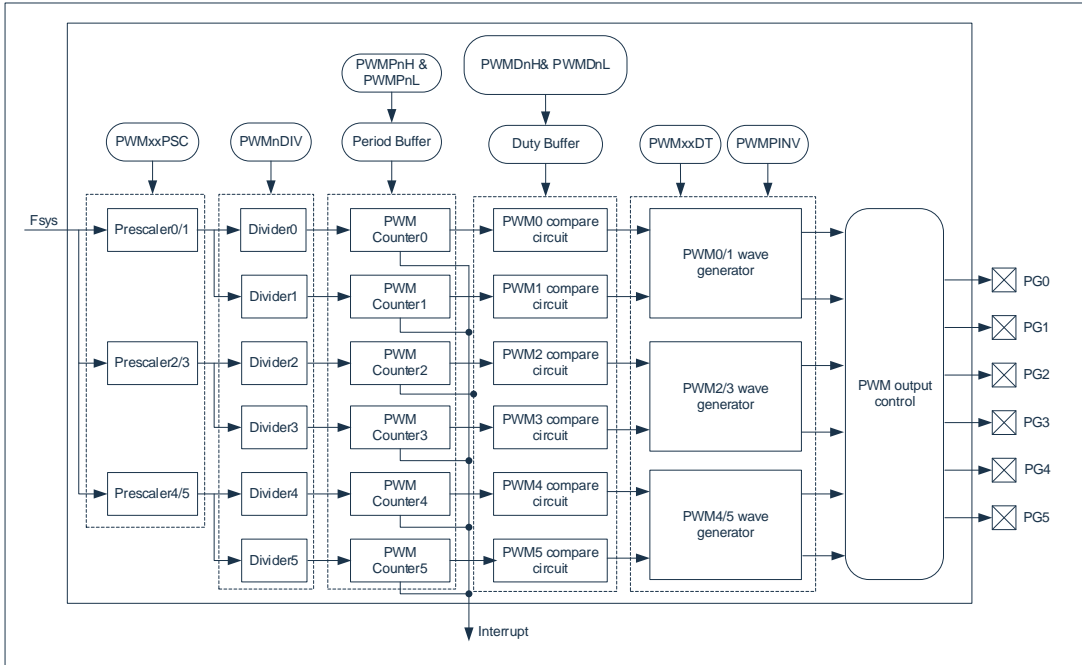 PWMPnH &
PWMPnL
PWMDnH& PWMDnL
PWMxxPSC
PWMnDIV
Period Buffer
Duty Buffer
PWMxxDT
PWMPINV
Fsys
Prescaler0/1
Divider0
PWM
Counter0
PWM0 compare
circuit
PWM0/1 wave
generator
Divider1
PWM
Counter1
PWM1 compare
circuit
Prescaler2/3
Divider2
PWM
Counter2
PWM2 compare
circuit
PWM2/3 wave
generator
Divider3
PWM
Counter3
PWM3 compare
circuit
Prescaler4/5
Divider4
PWM
Counter4
PWM4 compare
circuit
PWM4/5 wave
generator
Divider5
PWM
Counter5
PWM5 compare
circuit
PWM output
control
PG0
PG1
PG2
PG3
PG4
PG5
Interrupt